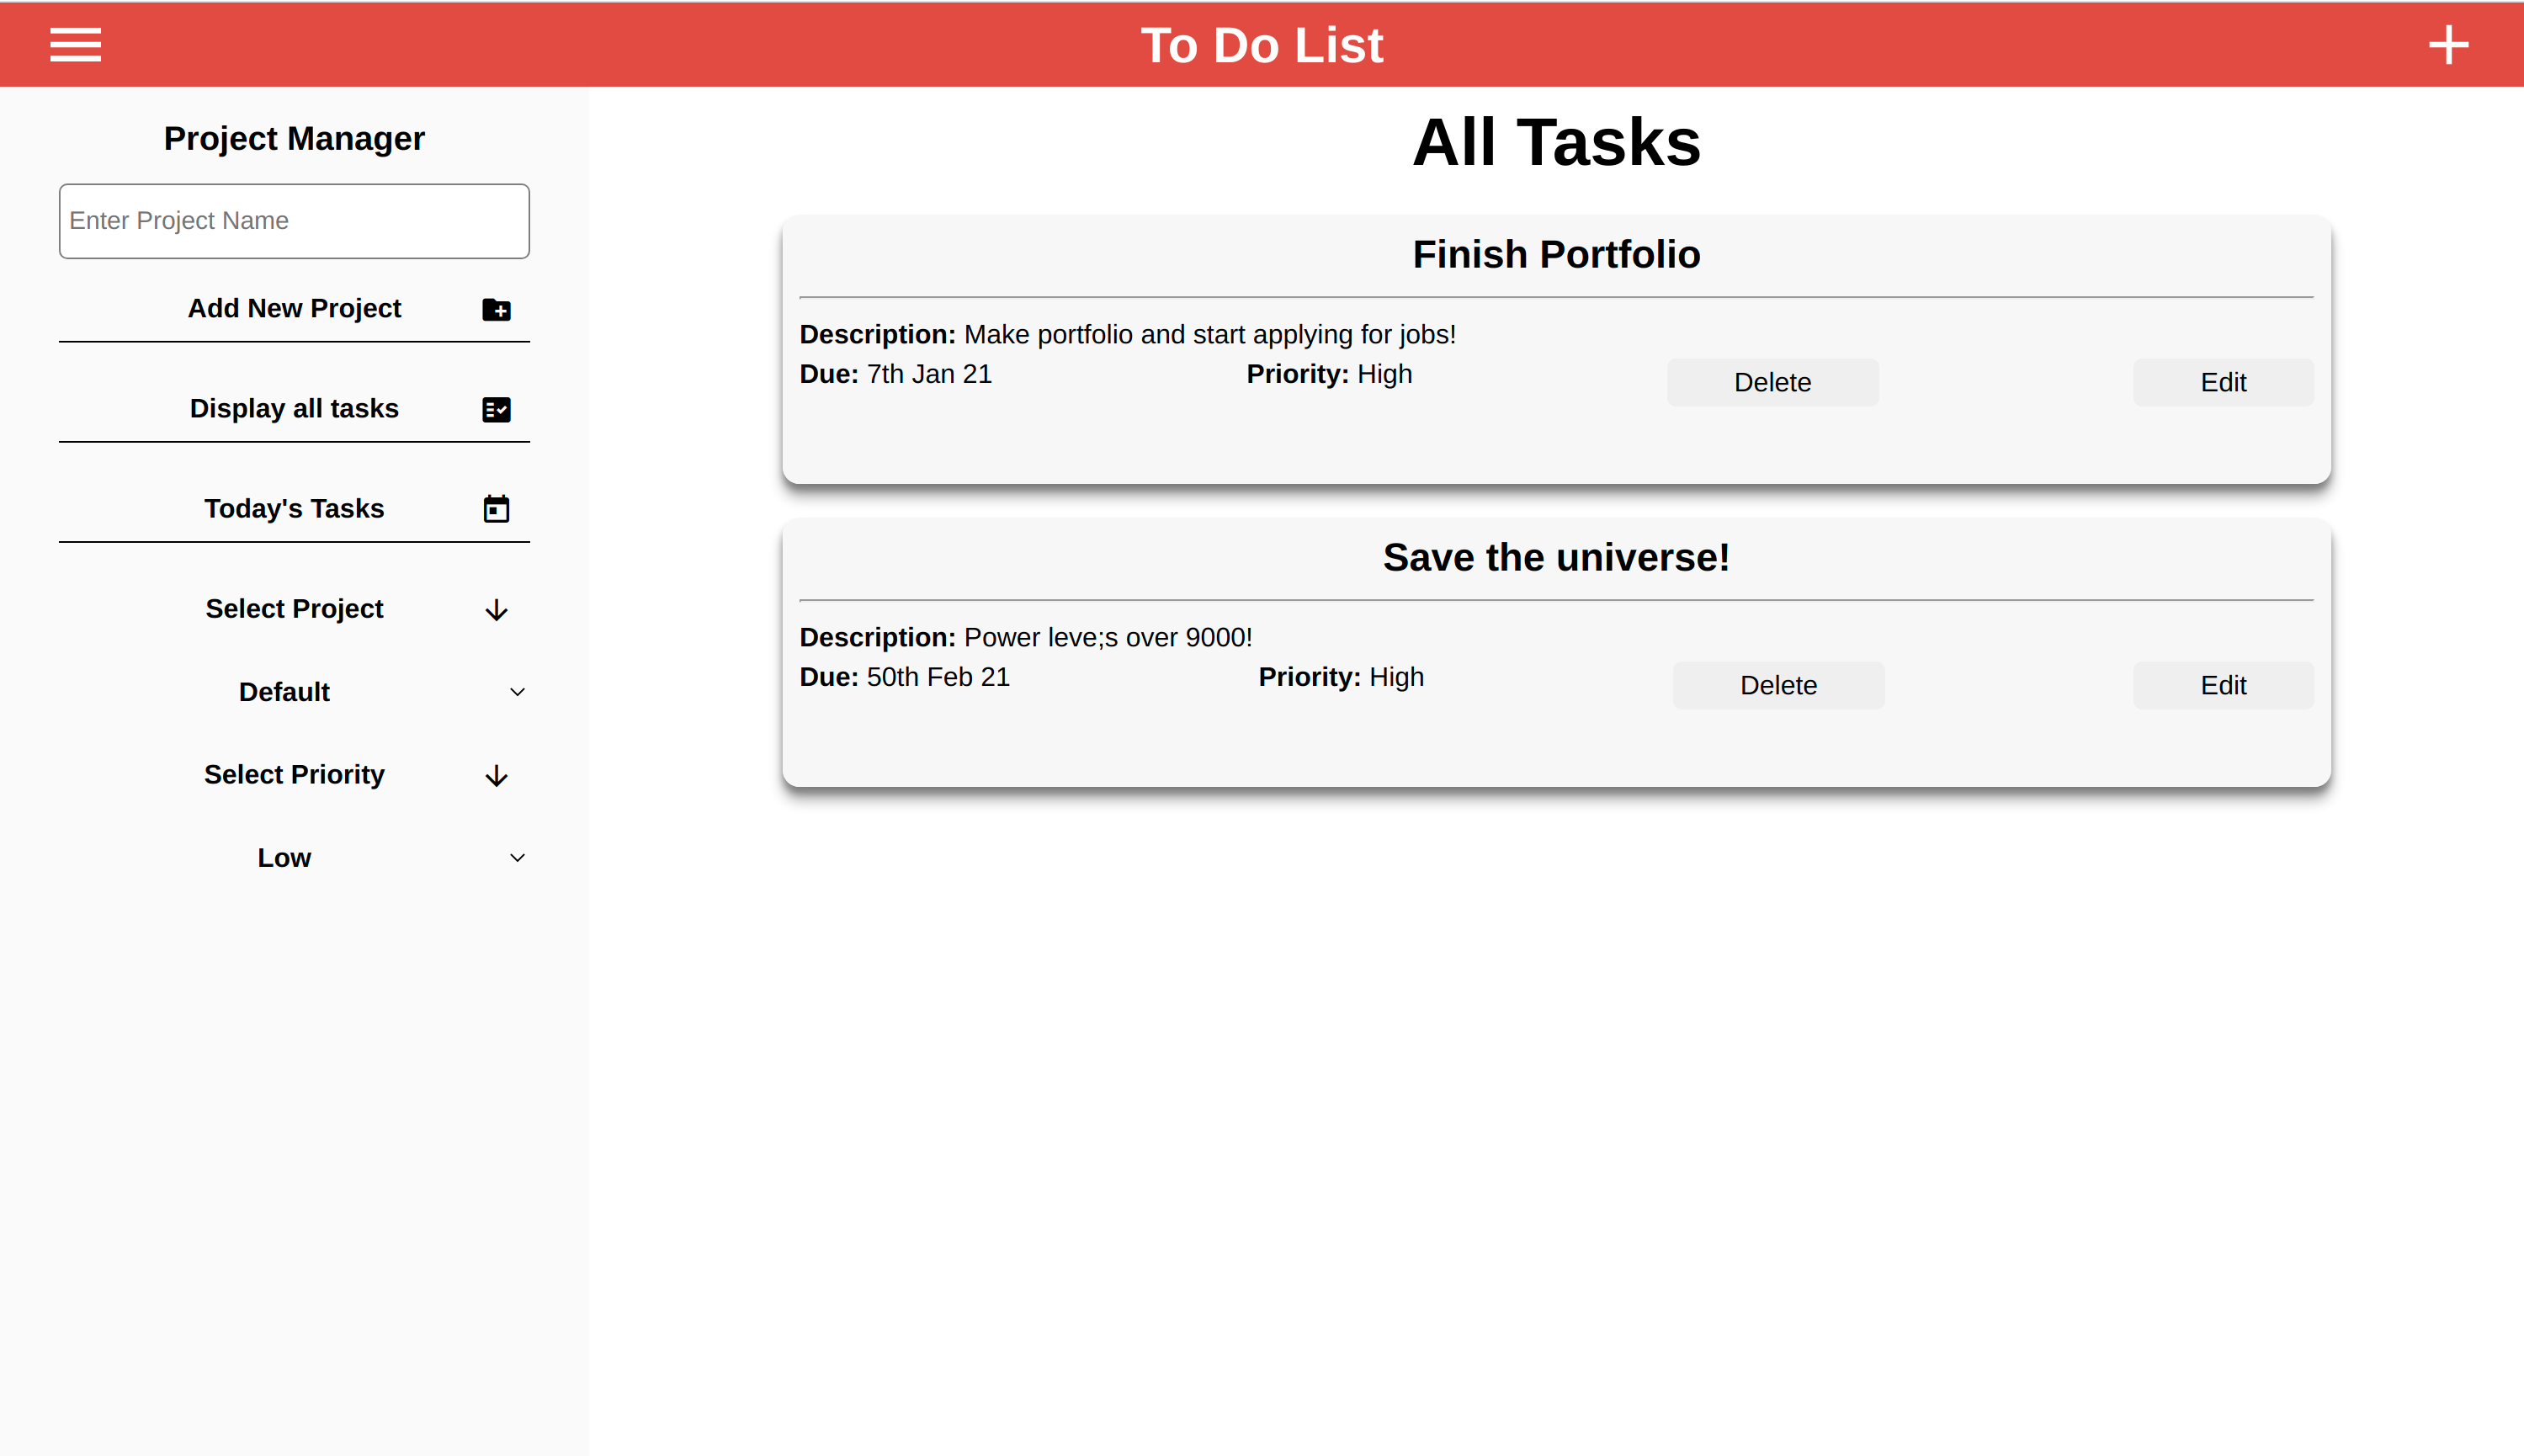 To Do List
Project Manager
Enter Project Name
Add New Project
Display all tasks
Today's Tasks
Select Project
Default
Select Priority
Low
All Tasks
Finish Portfolio
Description: Make portfolio and start applying for jobs!
Due: 7th Jan 21 Priority: High Delete Edit
Save the universe!
Description: Power leve;s over 9000!
Due: 50th Feb 21 Priority: High Delete Edit